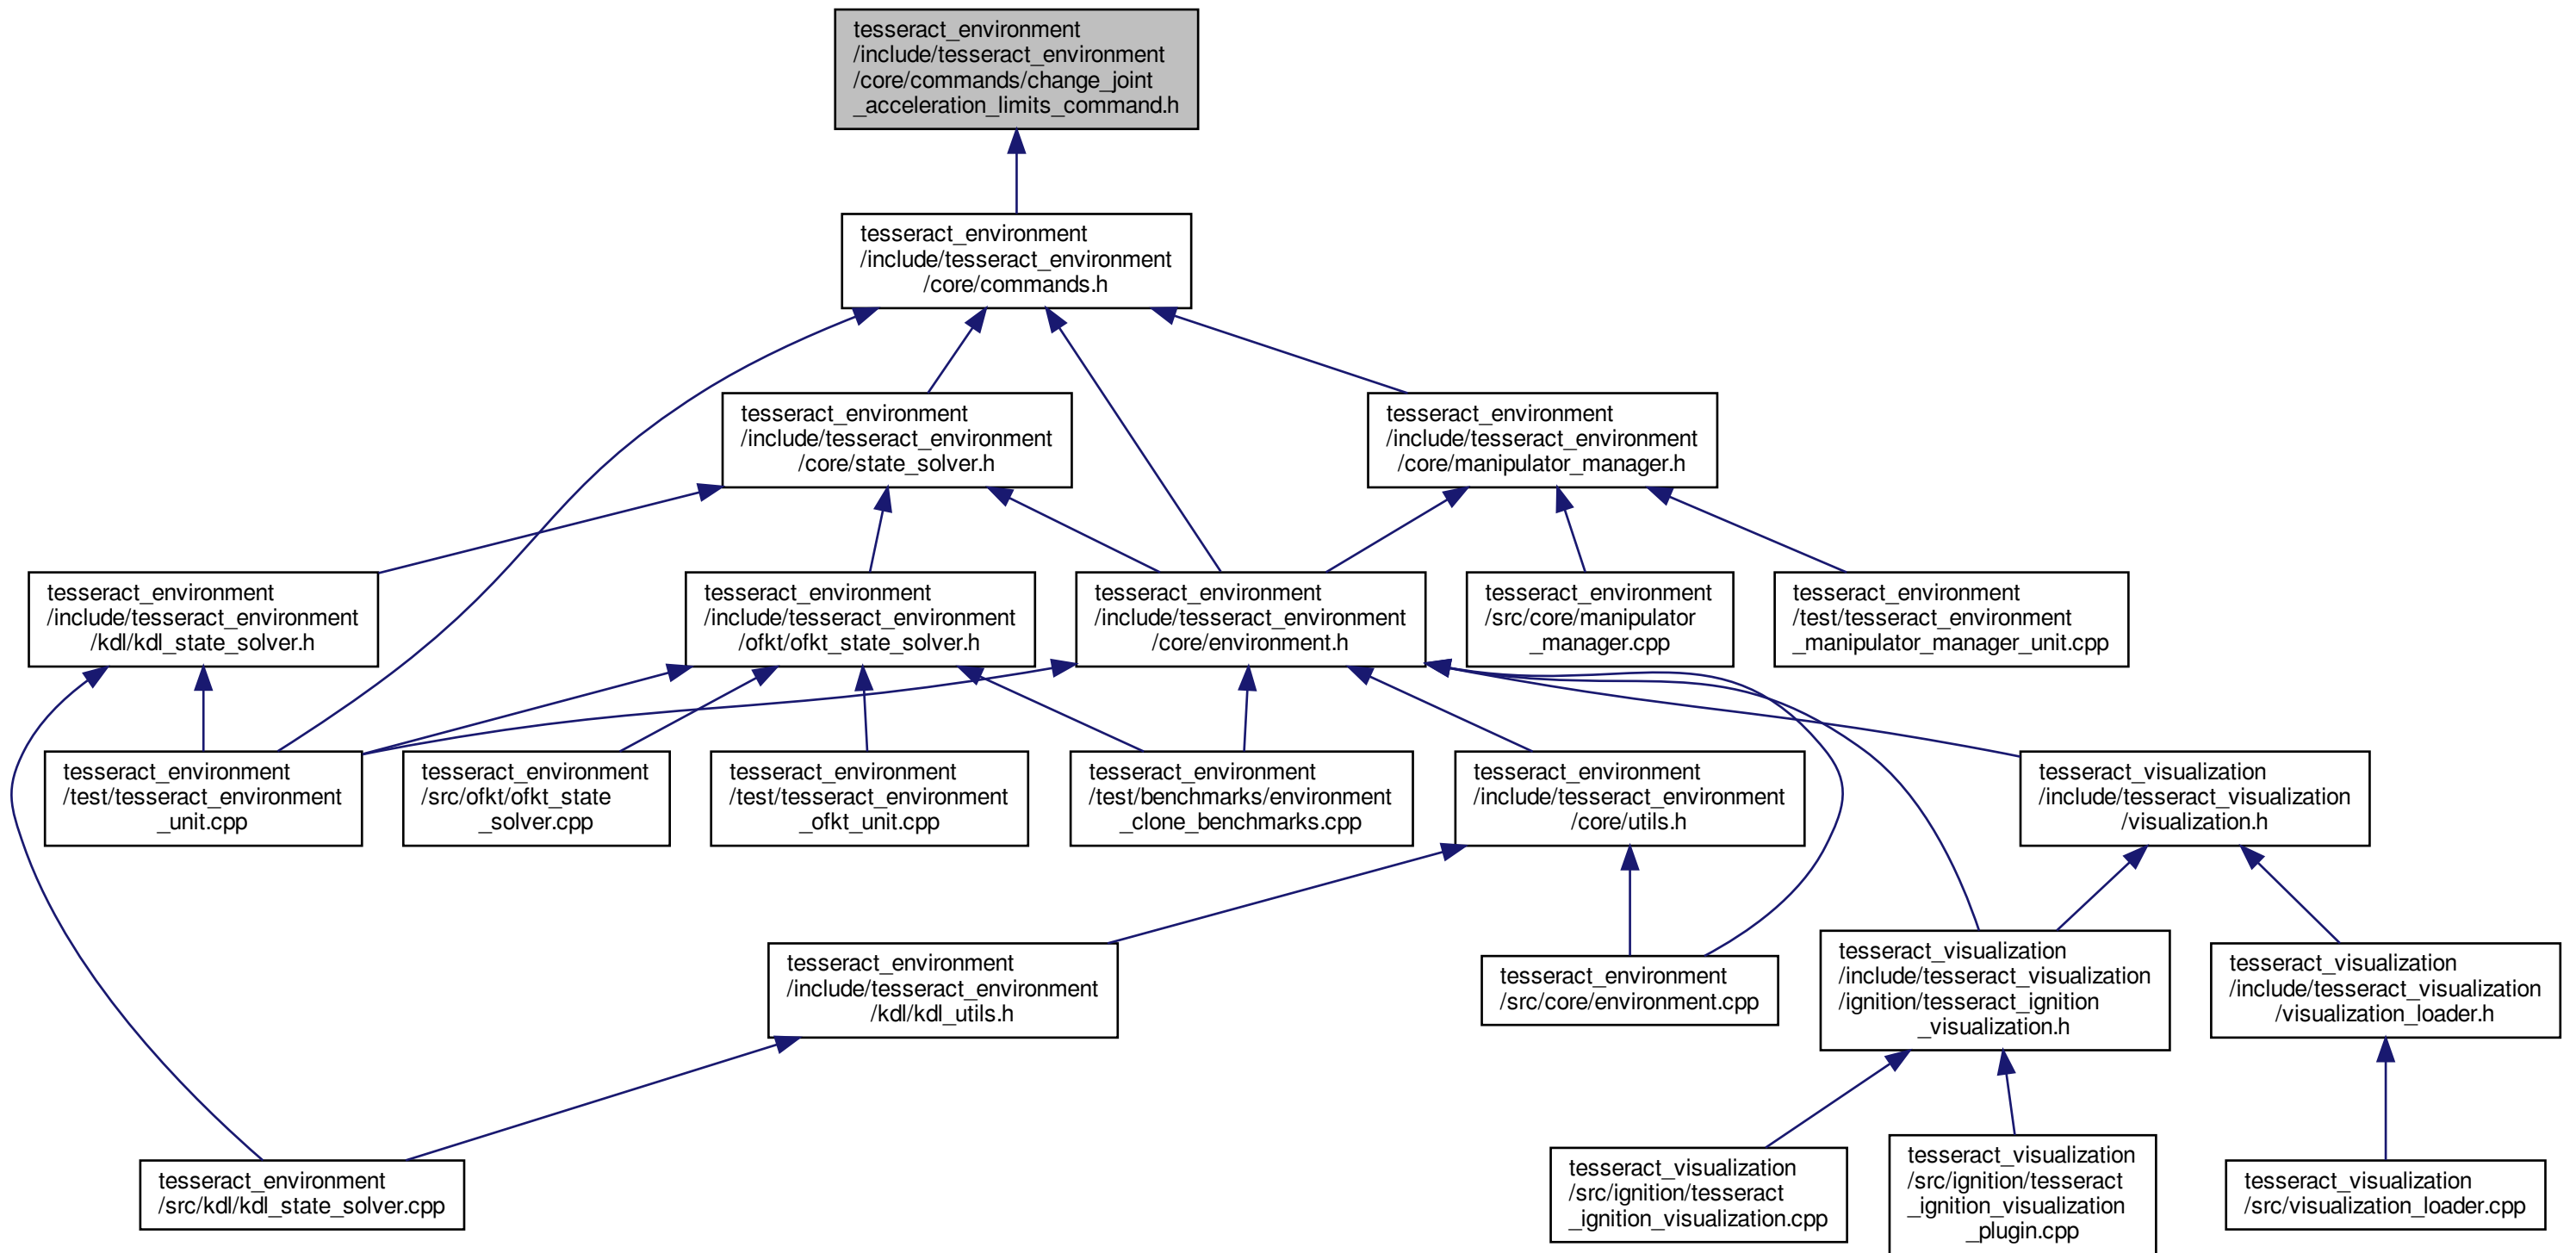 tesseract_environment
/include/tesseract_environment
/core/commands/change_joint
_acceleration_limits_command.h
tesseract_environment
/include/tesseract_environment
/core/commands.h
tesseract_environment
/include/tesseract_environment
/core/state_solver.h
tesseract_environment
/include/tesseract_environment
/core/manipulator_manager.h
tesseract_environment
/include/tesseract_environment
/kdl/kdl_state_solver.h
tesseract_environment
/include/tesseract_environment
/ofkt/ofkt_state_solver.h
tesseract_environment
/include/tesseract_environment
/core/environment.h
tesseract_environment
/src/core/manipulator
_manager.cpp
tesseract_environment
/test/tesseract_environment
_manipulator_manager_unit.cpp
tesseract_environment
/test/tesseract_environment
_unit.cpp
tesseract_environment
/src/ofkt/ofkt_state
_solver.cpp
tesseract_environment
/test/tesseract_environment
_ofkt_unit.cpp
tesseract_environment
/test/benchmarks/environment
_clone_benchmarks.cpp
tesseract_environment
/include/tesseract_environment
/core/utils.h
tesseract_visualization
/include/tesseract_visualization
/visualization.h
tesseract_environment
/include/tesseract_environment
/kdl/kdl_utils.h
tesseract_environment
/src/core/environment.cpp
tesseract_visualization
/include/tesseract_visualization
/ignition/tesseract_ignition
_visualization.h
tesseract_visualization
/include/tesseract_visualization
/visualization_loader.h
tesseract_environment
/src/kdl/kdl_state_solver.cpp
tesseract_visualization
/src/ignition/tesseract
_ignition_visualization.cpp
tesseract_visualization
/src/ignition/tesseract
_ignition_visualization
_plugin.cpp
tesseract_visualization
/src/visualization_loader.cpp